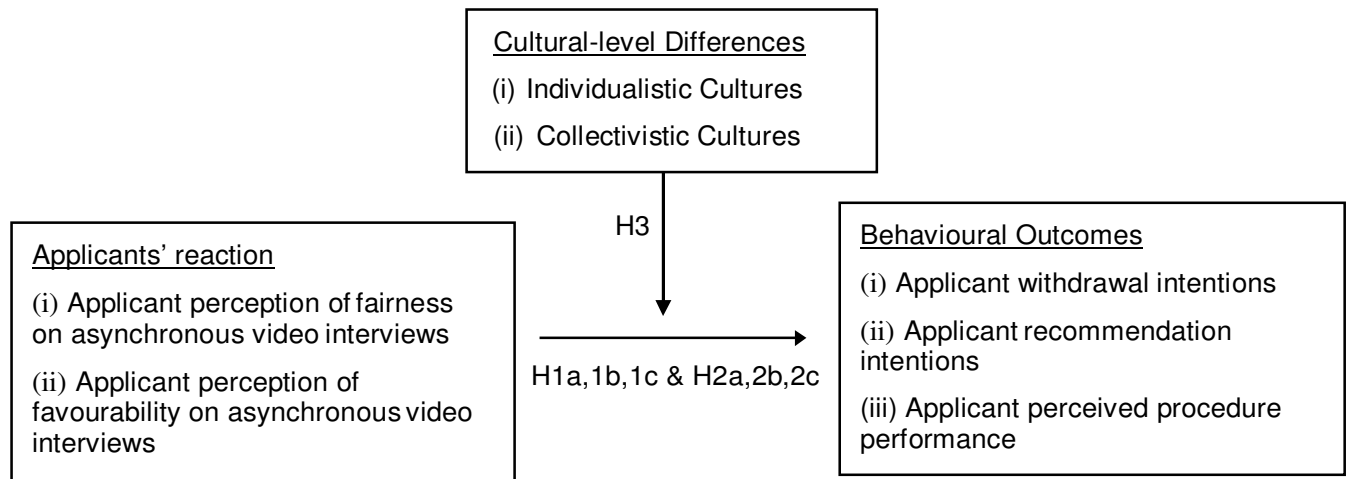 Cultural-level Differences
(i) Individualistic Cultures
(ii) Collectivistic Cultures
H3
Applicants’ reaction
(i) Applicant perception of fairness
on asynchronous video interviews
(ii) Applicant perception of
favourability on asynchronous video
interviews
H1a,1b,1c & H2a,2b,2c
Behavioural Outcomes
(i) Applicant withdrawal intentions
(ii) Applicant recommendation
intentions
(iii) Applicant perceived procedure
performance